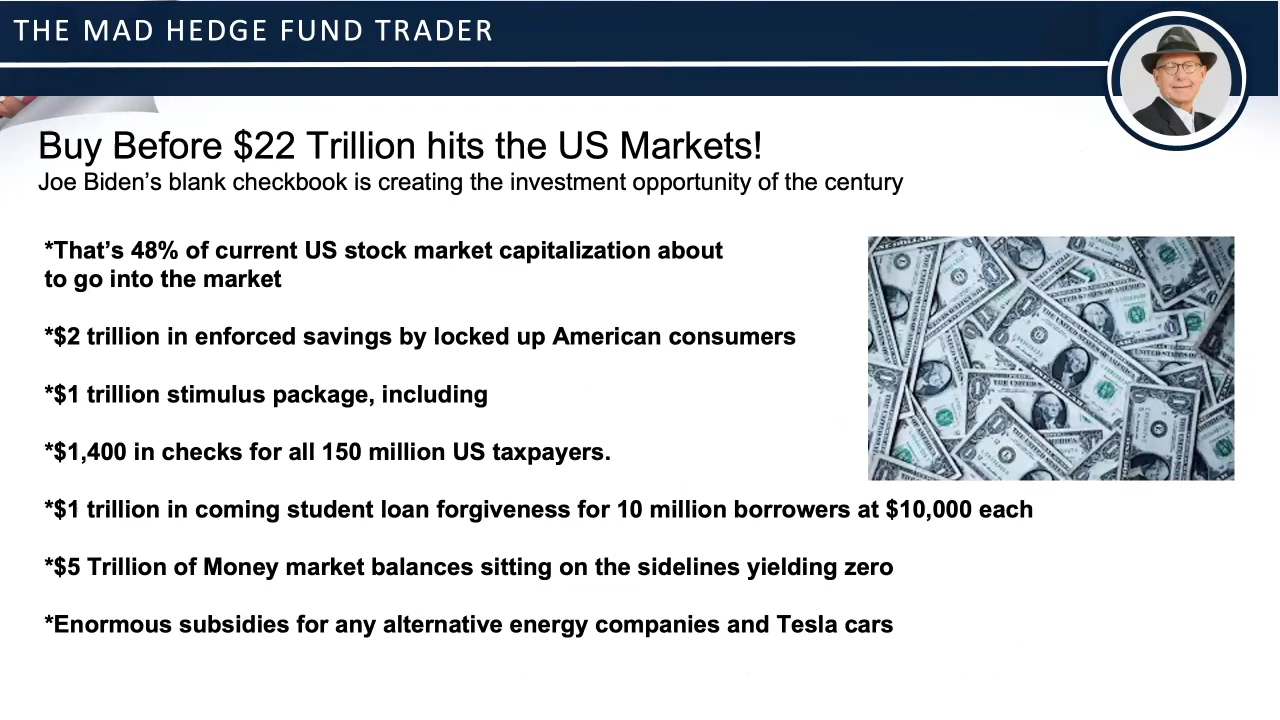 THE MAD HEDGE FUND TRADER
Buy Before $22 Trillion hits the US Markets!
Joe Biden’s blank checkbook is creating the investment opportunity of the century
*That’s 48% of current US stock market capitalization about
to go into the market
*$2 trillion in enforced savings by locked up American consumers
*$1 trillion stimulus package, including
*$1,400 in checks for all 150 million US taxpayers.
*$1 trillion in coming student loan forgiveness for 10 million borrowers at $10,000 each
*$5 Trillion of Money market balances sitting on the sidelines yielding zero
*Enormous subsidies for any alternative energy companies and Tesla cars